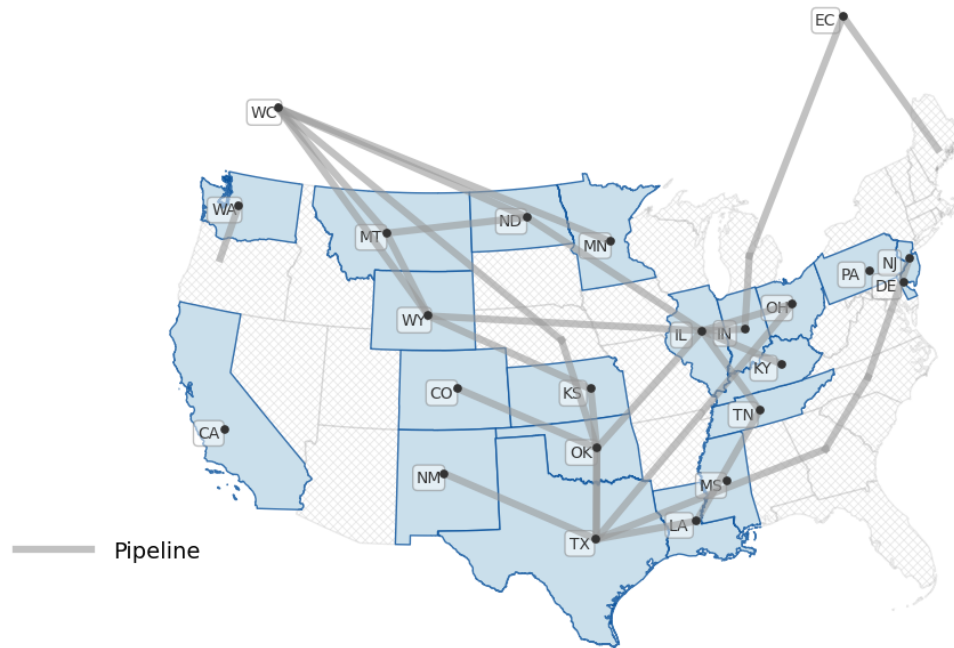 EC
WC
WA
MT
ND
MN
PA
NJ
DE
WY
IL
IN
OH
KY
CO
KS
TN
CA
OK
NM
MS
LA
TX
Pipeline